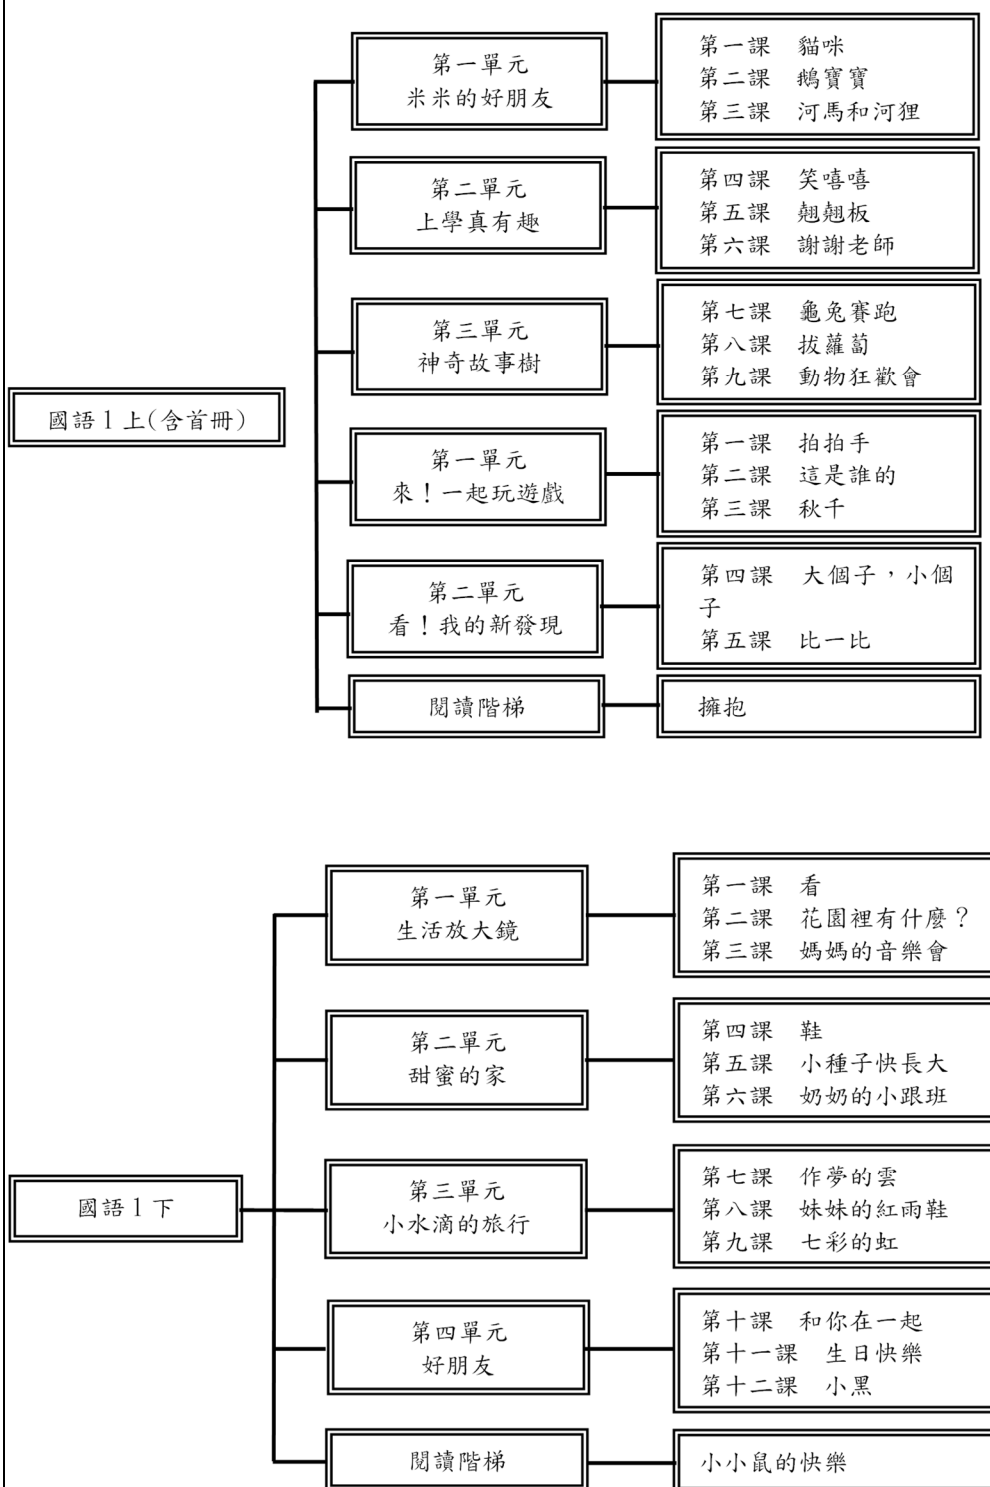 國語1上(含首冊)
第一單元
米米的好朋友
第一課　貓咪
第二課　鵝寶寶
第三課　河馬和河狸
第二單元
上學真有趣
第四課　笑嘻嘻
第五課　翹翹板
第六課　謝謝老師
第三單元
神奇故事樹
第七課　龜兔賽跑
第八課　拔蘿蔔
第九課　動物狂歡會
第一單元
來！一起玩遊戲
第一課　拍拍手
第二課　這是誰的
第三課　秋千
第二單元
看！我的新發現
第四課　大個子，小個
子
第五課　比一比
閱讀階梯
擁抱
國語1下
第一單元
生活放大鏡
第一課　看
第二課　花園裡有什麼？
第三課　媽媽的音樂會
第二單元
甜蜜的家
第四課　鞋
第五課　小種子快長大
第六課　奶奶的小跟班
第三單元
小水滴的旅行
第七課　作夢的雲
第八課　妹妹的紅雨鞋
第九課　七彩的虹
第四單元
好朋友
第十課　和你在一起
第十一課　生日快樂
第十二課　小黑
閱讀階梯
小小鼠的快樂